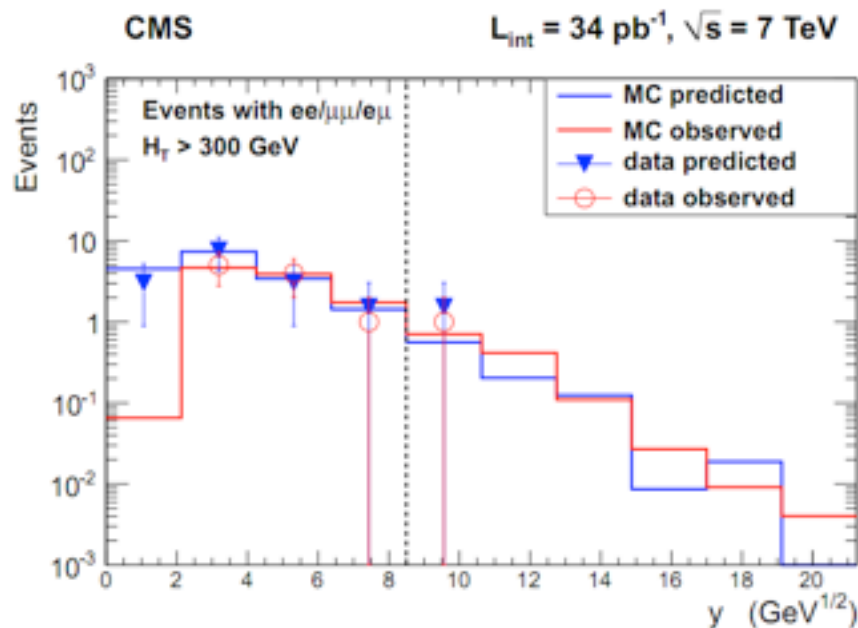 CMS
L_int = 34 pb⁻¹, √s = 7 TeV
Events
10³
10²
10
1
10⁻¹
10⁻²
10⁻³
Events with ee/μμ/eμ
H_T > 300 GeV
MC predicted
MC observed
data predicted
data observed
0 2 4 6 8 10 12 14 16 18 20
y (GeV^1/2)